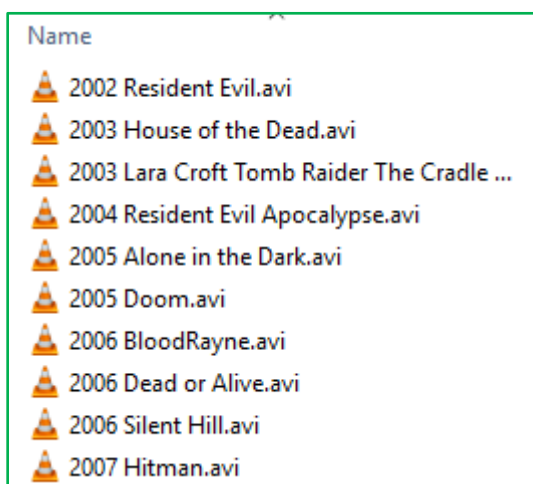 Name
2002 Resident Evil.avi
2003 House of the Dead.avi
2003 Lara Croft Tomb Raider The Cradle ...
2004 Resident Evil Apocalypse.avi
2005 Alone in the Dark.avi
2005 Doom.avi
2006 BloodRayne.avi
2006 Dead or Alive.avi
2006 Silent Hill.avi
2007 Hitman.avi